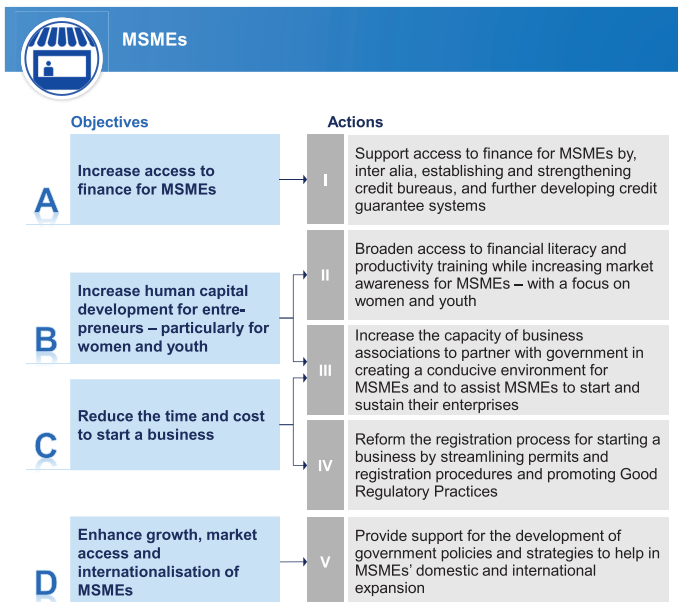 MSMEs
Objectives
Actions
A
Increase access to
finance for MSMEs
I
Support access to finance for MSMEs by,
inter alia, establishing and strengthening
credit bureaus, and further developing credit
guarantee systems
B
Increase human capital
development for entre-
preneurs – particularly for
women and youth
II
Broaden access to financial literacy and
productivity training while increasing market
awareness for MSMEs – with a focus on
women and youth
III
Increase the capacity of business
associations to partner with government in
creating a conducive environment for
MSMEs and to assist MSMEs to start and
sustain their enterprises
C
Reduce the time and cost
to start a business
IV
Reform the registration process for starting a
business by streamlining permits and
registration procedures and promoting Good
Regulatory Practices
D
Enhance growth, market
access and
internationalisation of
MSMEs
V
Provide support for the development of
government policies and strategies to help in
MSMEs' domestic and international
expansion